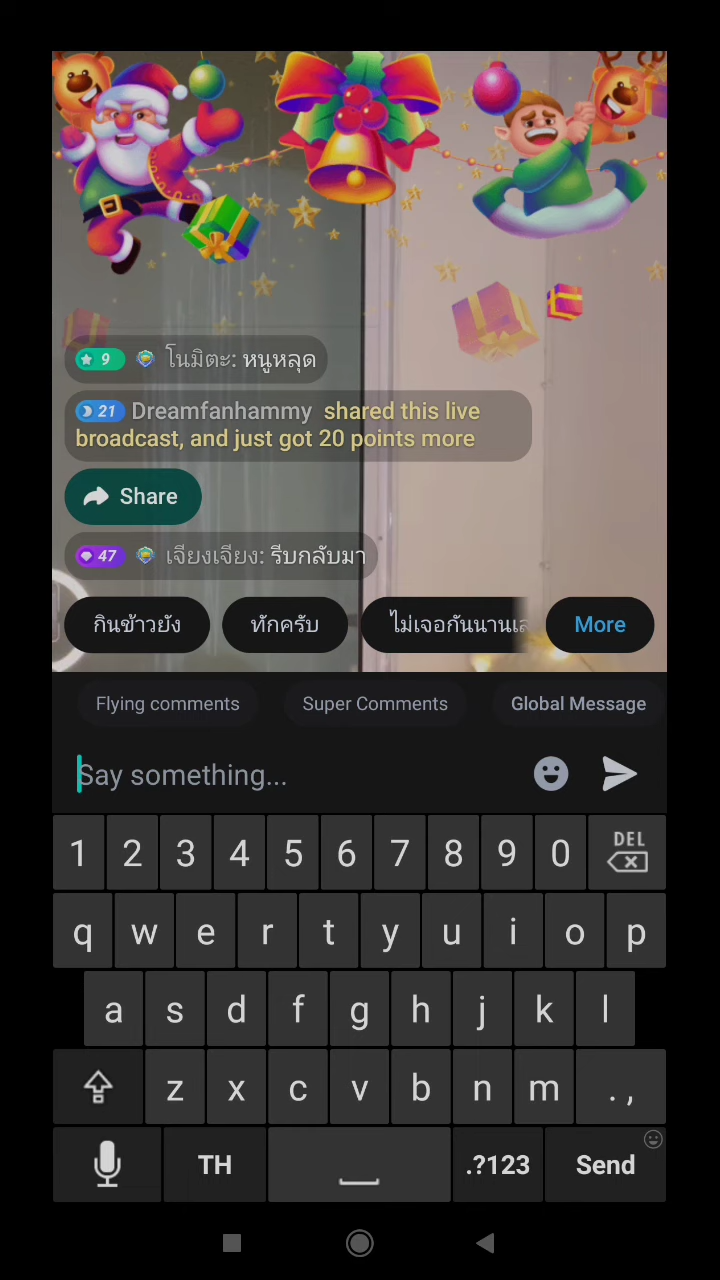 9 โนมิตะ: หนูหลุด
21 Dreamfanhammy shared this live
broadcast, and just got 20 points more
Share
47 เจียงเจียง: รีบกลับมา
กินข้าวยัง ทักครับ ไม่เจอกันนานเล More
Flying comments Super Comments Global Message
Say something...
1 2 3 4 5 6 7 8 9 0 DEL
q w e r t y u i o p
a s d f g h j k l
z x c v b n m . ,
TH .?123 Send